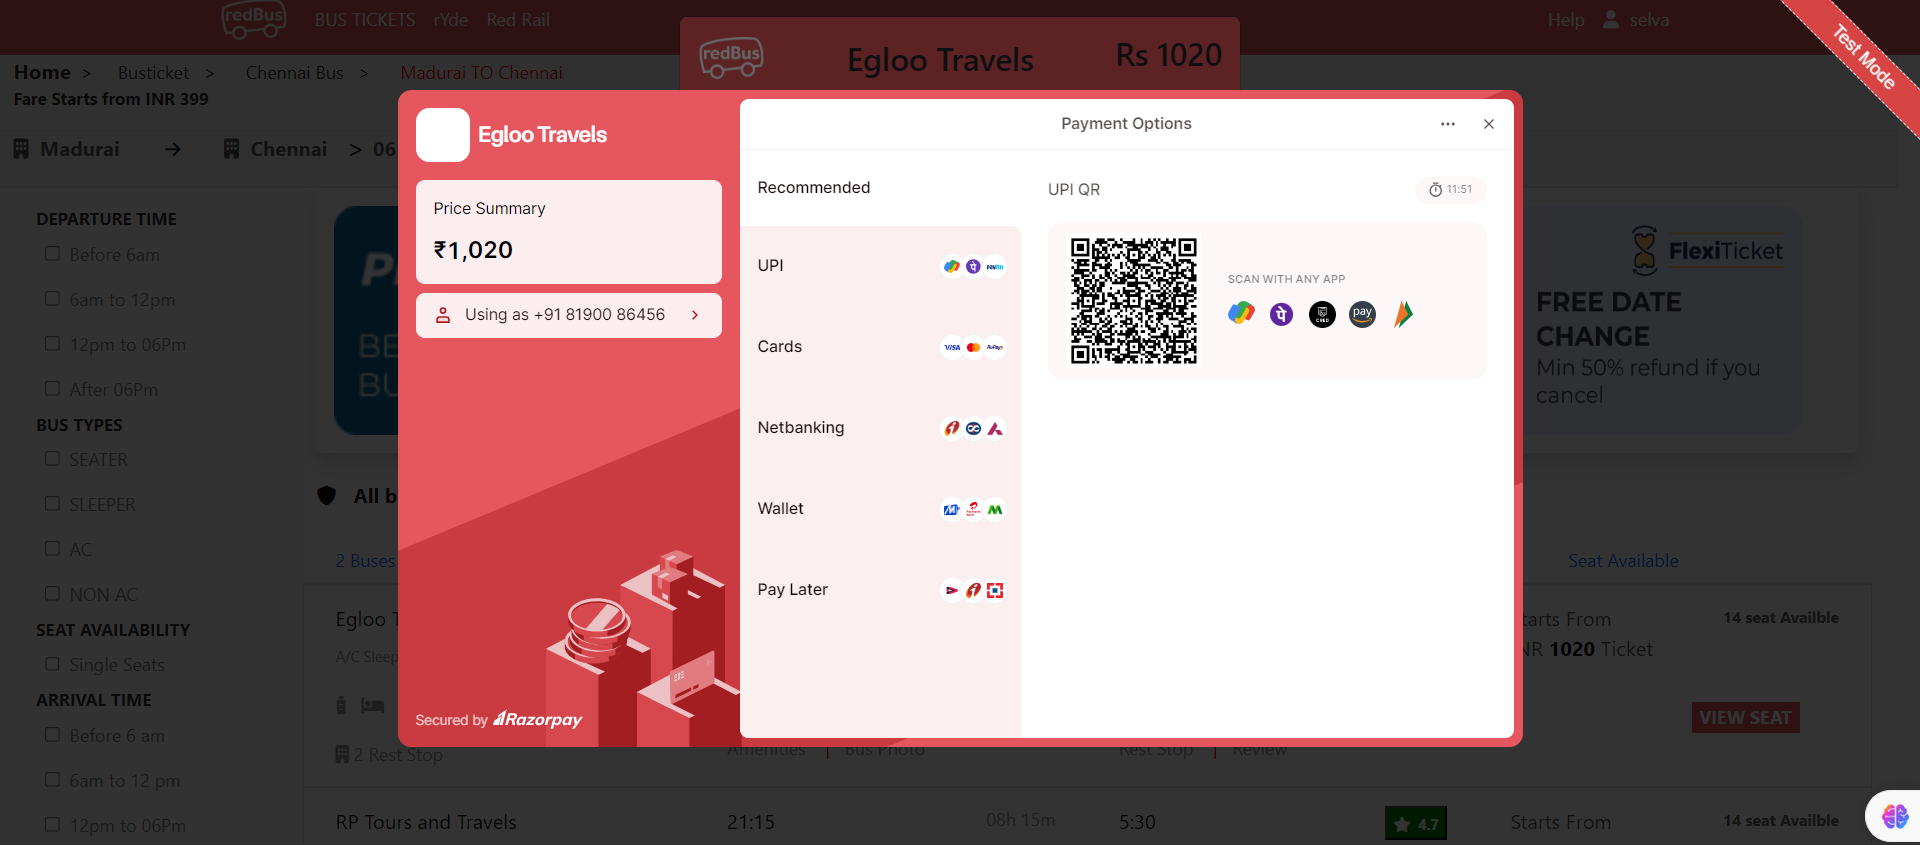 redBus
BUS TICKETS rYde Red Rail
Help selva
Test Mode
redBus
Egloo Travels
Rs 1020
Home > Busticket > Chennai Bus > Madurai TO Chennai
Fare Starts from INR 399
Madurai → Chennai > 06
DEPARTURE TIME
Before 6am
6am to 12pm
12pm to 06Pm
After 06Pm
BUS TYPES
SEATER
SLEEPER
AC
NON AC
SEAT AVAILABILITY
Single Seats
ARRIVAL TIME
Before 6 am
6am to 12 pm
12pm to 06Pm
Egloo Travels
Price Summary
₹1,020
Using as +91 81900 86456
Secured by Razorpay
Payment Options
Recommended
UPI
Cards
VISA
RuPay
Netbanking
Wallet
Pay Later
UPI QR
11:51
SCAN WITH ANY APP
CRED
pay
FlexiTicket
FREE DATE
CHANGE
Min 50% refund if you
cancel
P
BE
BU
All b
2 Buses
Seat Available
Egloo T
A/C Sleep
2 Rest Stop
Amenities | Bus Photo
Rest Stop | Review
tarts From
NR 1020 Ticket
14 seat Availble
VIEW SEAT
RP Tours and Travels
21:15
08h 15m
5:30
4.7
Starts From
14 seat Availble